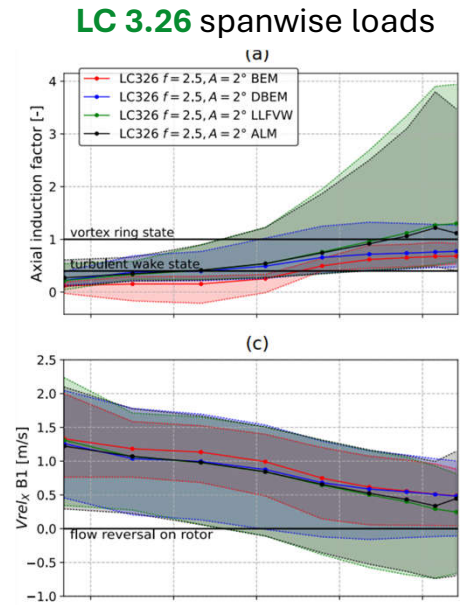 LC 3.26 spanwise loads
(a)
Axial induction factor [-]
4
3
2
1
0
LC326 f = 2.5, A = 2° BEM
LC326 f = 2.5, A = 2° DBEM
LC326 f = 2.5, A = 2° LLFVW
LC326 f = 2.5, A = 2° ALM
vortex ring state
turbulent wake state
(c)
Vrelₓ B1 [m/s]
2.5
2.0
1.5
1.0
0.5
0.0
−0.5
−1.0
flow reversal on rotor